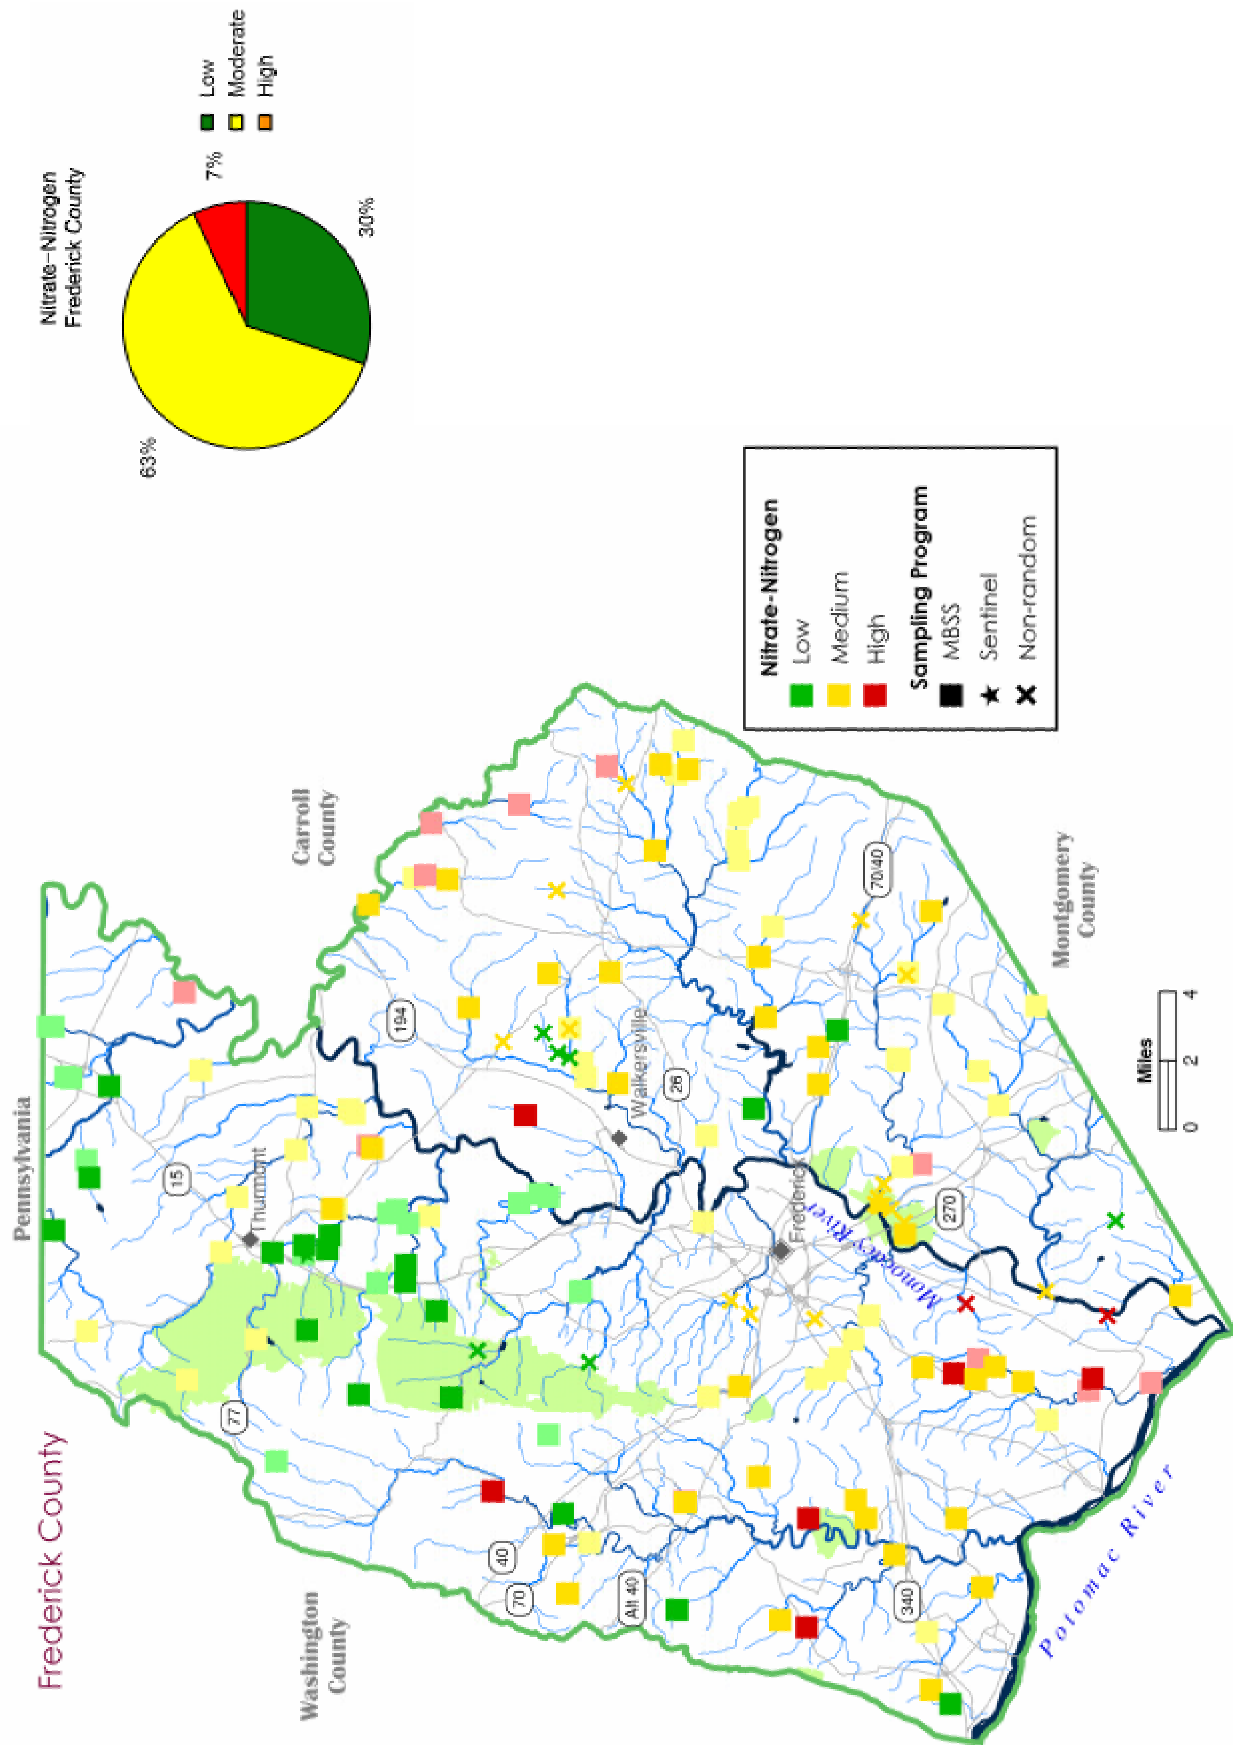 Frederick County
Nitrate-Nitrogen
Frederick County
63%
7%
30%
Low
Moderate
High
Pennsylvania
Carroll
County
Washington
County
Montgomery
County
Thurmont
Walkersville
Frederick
Monocacy River
Potomac River
15
77
194
26
40
70
Alt 40
70/40
340
270
Nitrate-Nitrogen
Low
Medium
High
Sampling Program
MBSS
Sentinel
Non-random
Miles
0
2
4